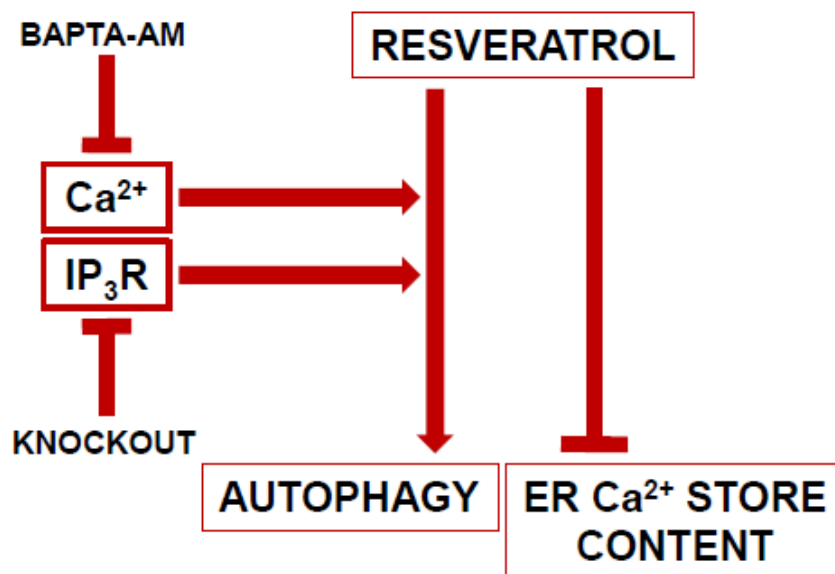 BAPTA-AM
RESVERATROL
Ca²⁺
IP₃R
KNOCKOUT
AUTOPHAGY
ER Ca²⁺ STORE
CONTENT